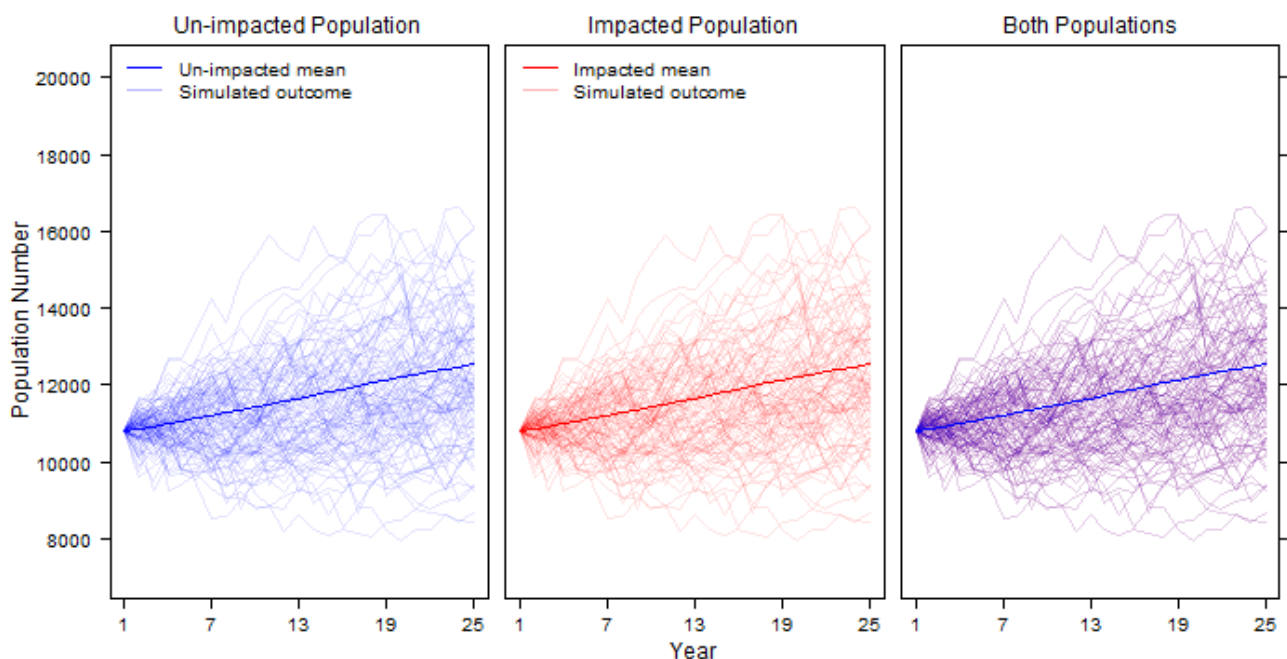 Un-impacted Population
Impacted Population
Both Populations
Un-impacted mean
Simulated outcome
Impacted mean
Simulated outcome
Population Number
20000
18000
16000
14000
12000
10000
8000
1 7 13 19 25
1 7 13 19 25
1 7 13 19 25
Year